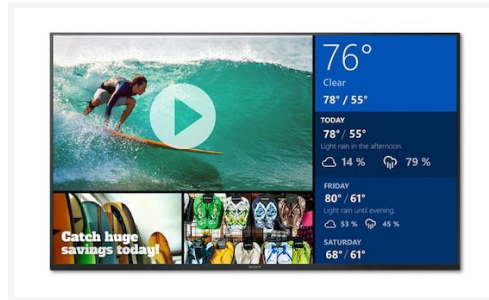 76°
Clear
78° / 55°
TODAY
78° / 55°
Light rain in the afternoon.
14 % 79 %
FRIDAY
80° / 61°
Light rain until evening.
53 % 45 %
SATURDAY
68° / 61°
Catch huge
savings today!
SONY